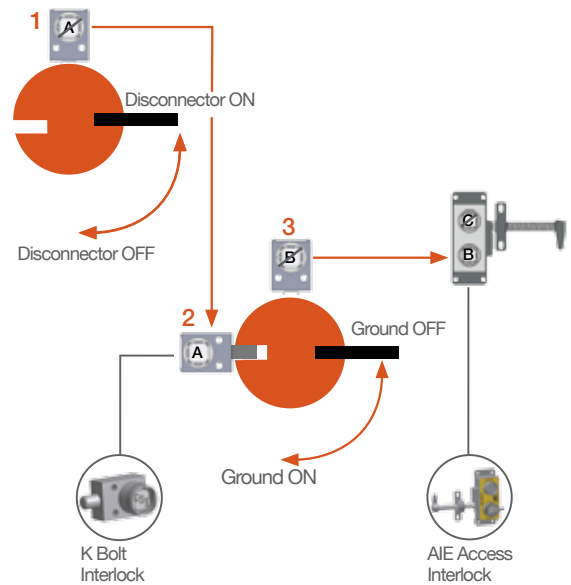 1
A
Disconnector ON
Disconnector OFF
3
B
C
B
2
A
Ground OFF
Ground ON
K Bolt
Interlock
AIE Access
Interlock